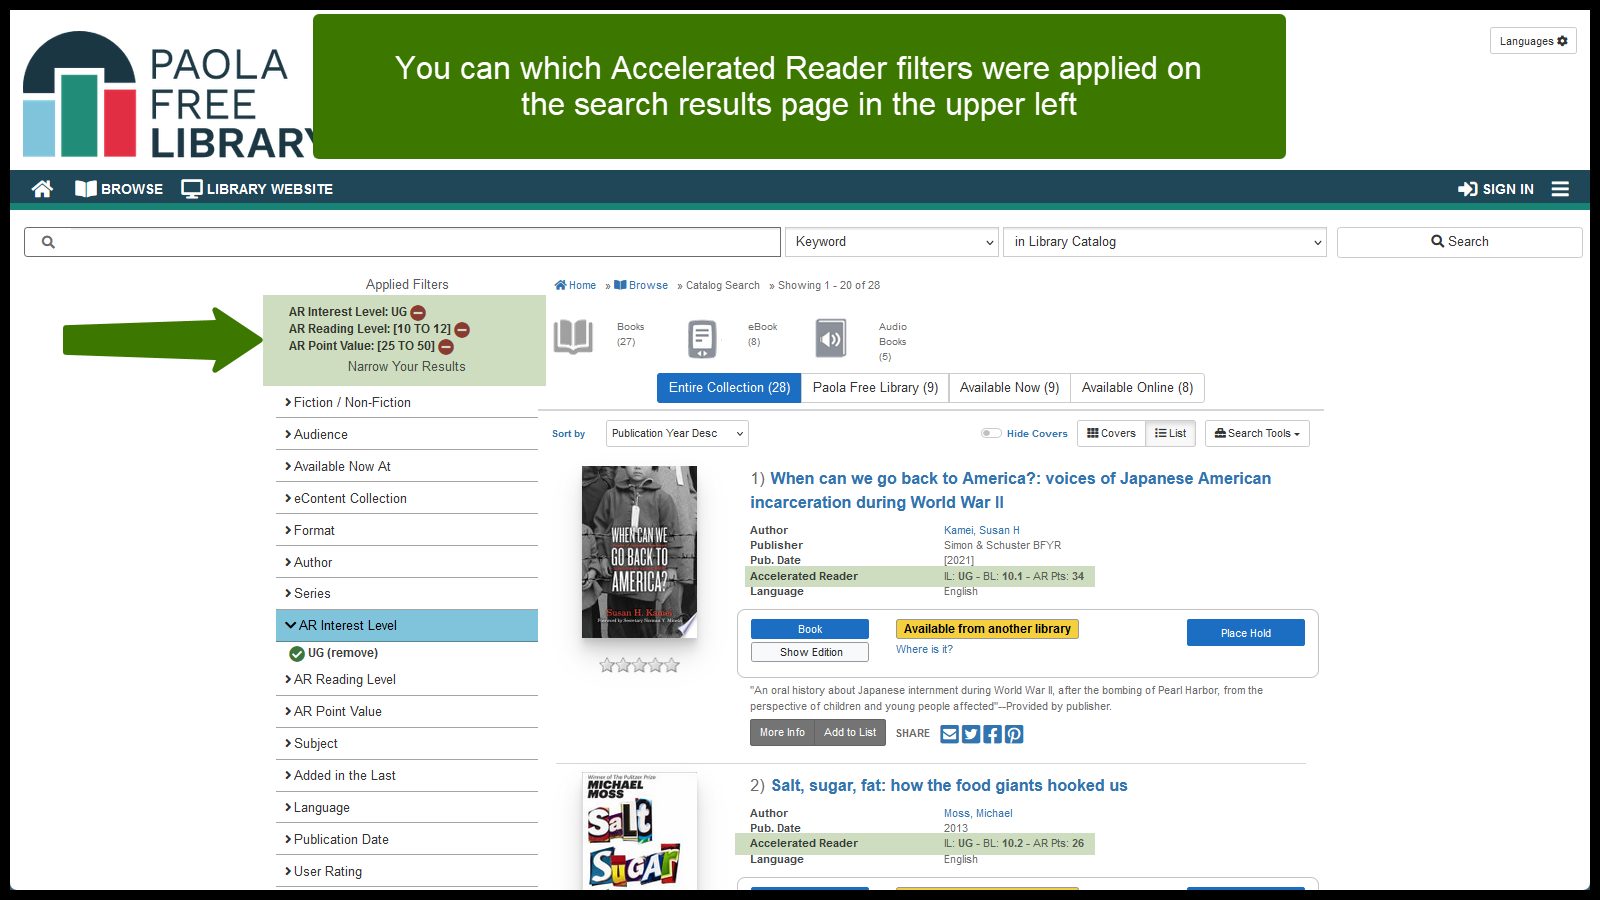 PAOLA
FREE
LIBRARY
You can which Accelerated Reader filters were applied on
the search results page in the upper left
Languages
BROWSE
LIBRARY WEBSITE
SIGN IN
Keyword
in Library Catalog
Search
Applied Filters
AR Interest Level: UG
AR Reading Level: [10 TO 12]
AR Point Value: [25 TO 50]
Narrow Your Results
Fiction / Non-Fiction
Audience
Available Now At
eContent Collection
Format
Author
Series
AR Interest Level
UG (remove)
AR Reading Level
AR Point Value
Subject
Added in the Last
Language
Publication Date
User Rating
Home » Browse » Catalog Search » Showing 1 - 20 of 28
Books
(27)
eBook
(8)
Audio
Books
(5)
Entire Collection (28) Paola Free Library (9) Available Now (9) Available Online (8)
Sort by Publication Year Desc Hide Covers Covers List Search Tools
WHEN CAN WE
GO BACK TO
AMERICA?
Susan H. Kamei
1) When can we go back to America?: voices of Japanese American
incarceration during World War II
Author Kamei, Susan H
Publisher Simon & Schuster BFYR
Pub. Date [2021]
Accelerated Reader IL: UG - BL: 10.1 - AR Pts: 34
Language English
Book Available from another library Place Hold
Show Edition Where is it?
"An oral history about Japanese internment during World War II, after the bombing of Pearl Harbor, from the
perspective of children and young people affected"--Provided by publisher.
More Info Add to List SHARE
Winner of The Pulitzer Prize
MICHAEL
MOSS
SaLt
SUGAR
2) Salt, sugar, fat: how the food giants hooked us
Author Moss, Michael
Pub. Date 2013
Accelerated Reader IL: UG - BL: 10.2 - AR Pts: 26
Language English